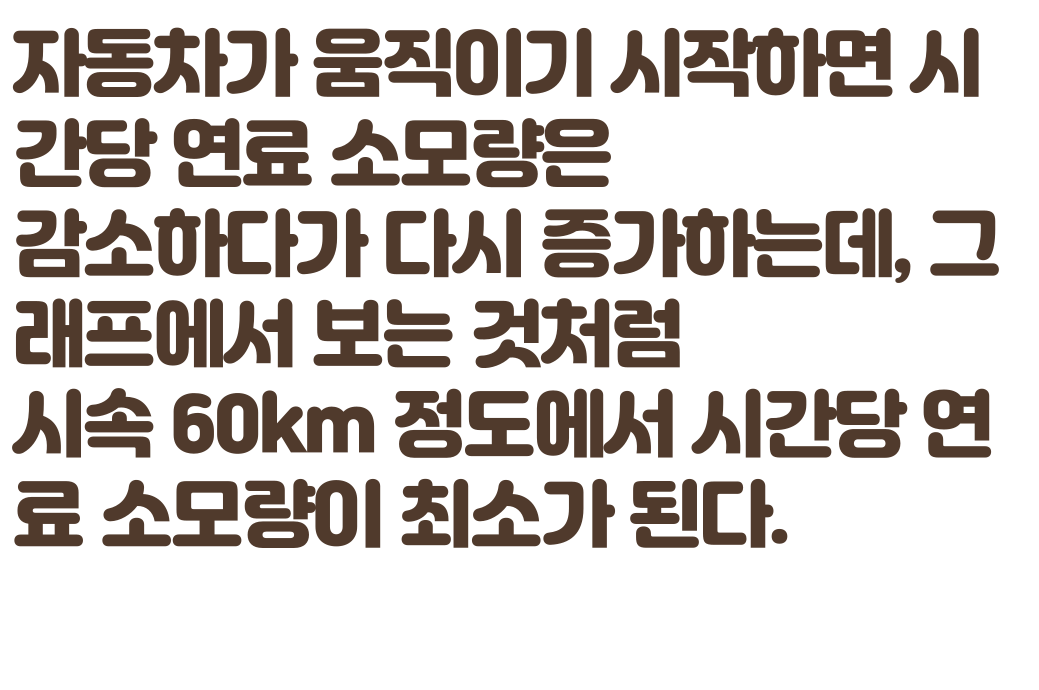 자동차가 움직이기 시작하면 시
간당 연료 소모량은
감소하다가 다시 증가하는데, 그
래프에서 보는 것처럼
시속 60km 정도에서 시간당 연
료 소모량이 최소가 된다.